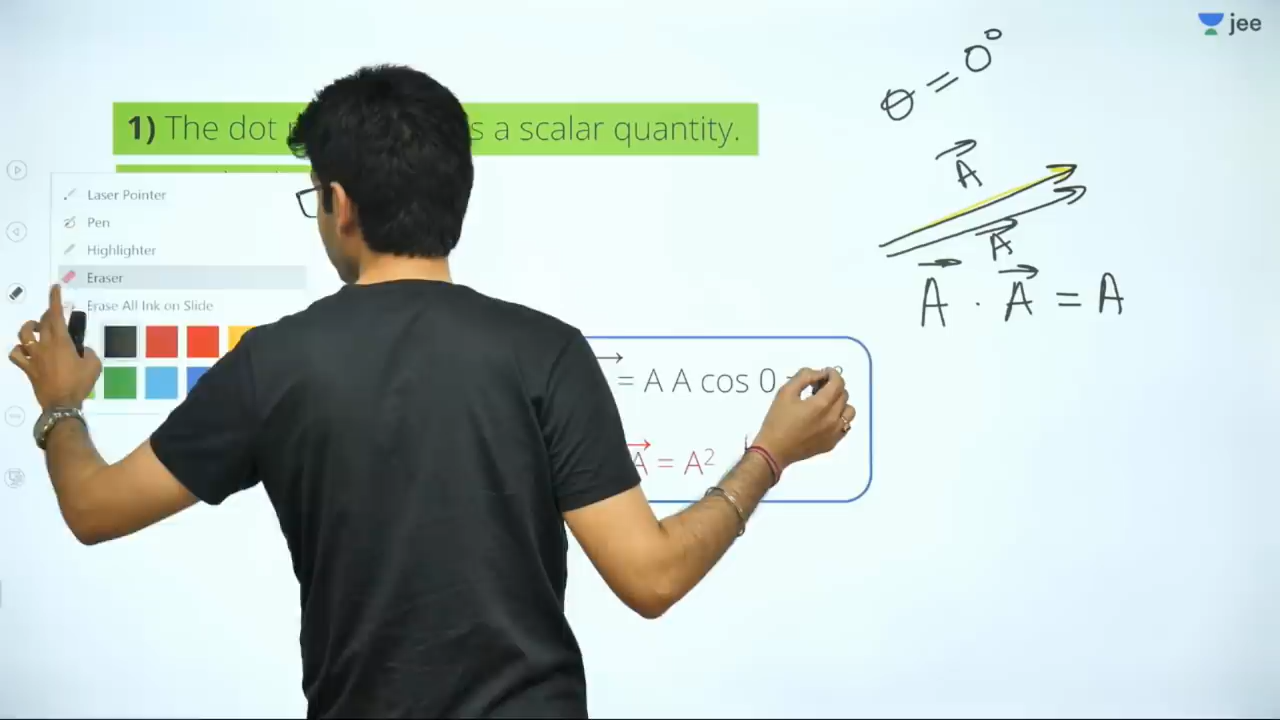 jee
θ = 0°
1) The dot s a scalar quantity.
A
A
A · A = A
Laser Pointer
Pen
Highlighter
Eraser
Erase All Ink on Slide
= A A cos 0
A = A²